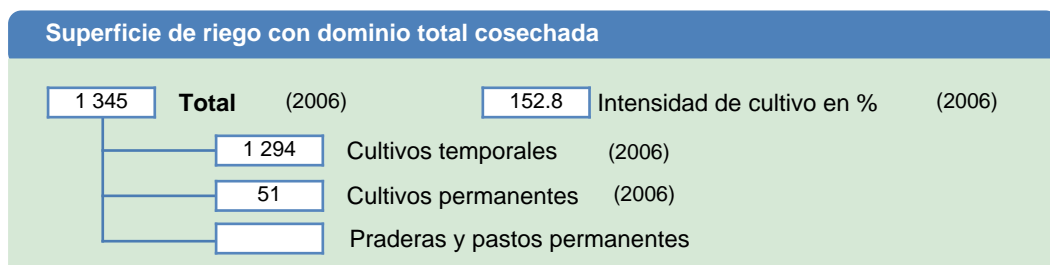 Superficie de riego con dominio total cosechada
1 345 Total (2006) 152.8 Intensidad de cultivo en % (2006)
1 294 Cultivos temporales (2006)
51 Cultivos permanentes (2006)
Praderas y pastos permanentes